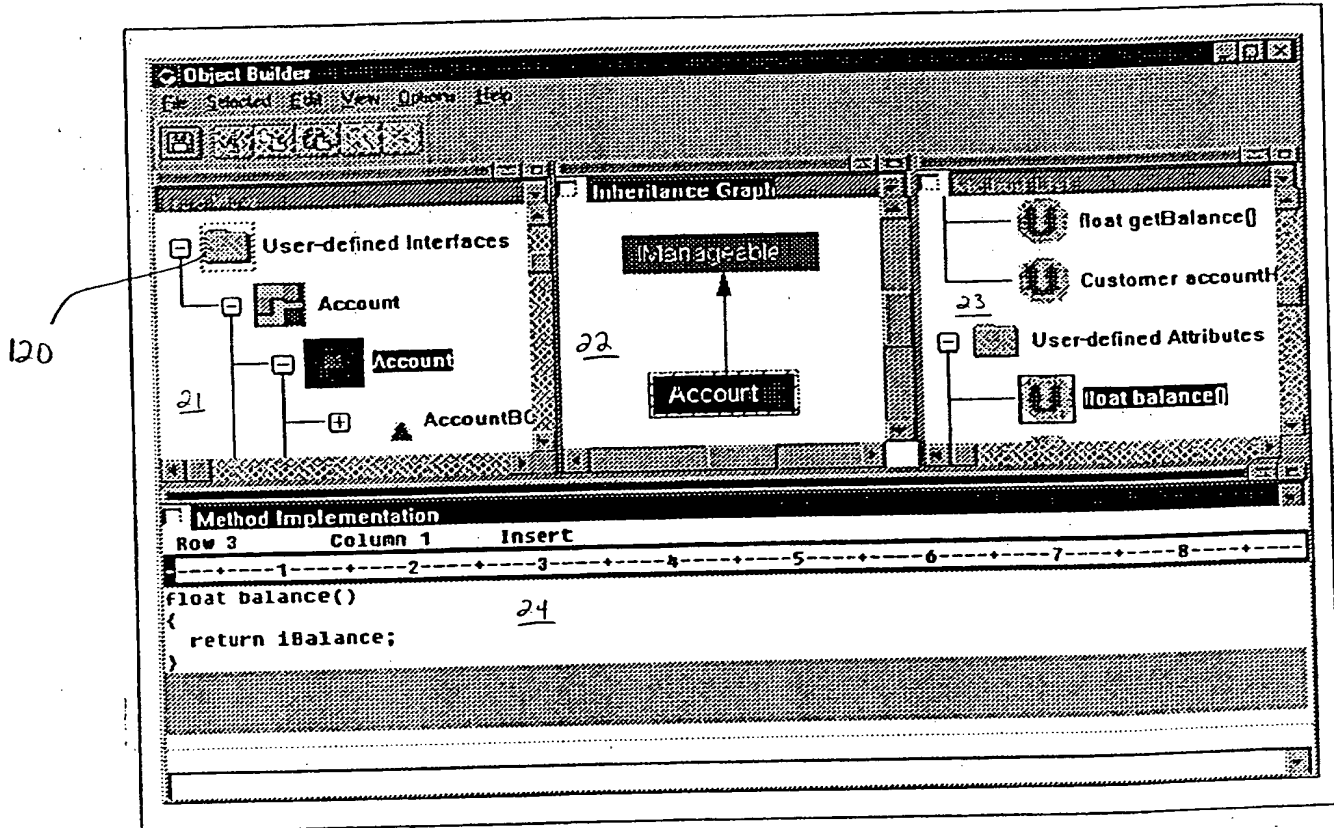 Object Builder
File Selected Edit View Options Help
User-defined Interfaces
Account
Account
AccountBO
21
120
Inheritance Graph
IManageable
22
Account
float getBalance()
Customer accountH
23
User-defined Attributes
float balance()
Method Implementation
Row 3 Column 1 Insert
----+----1----+----2----+----3----+----4----+----5----+----6----+----7----+----8----+----
float balance()
{
return iBalance;
}
24